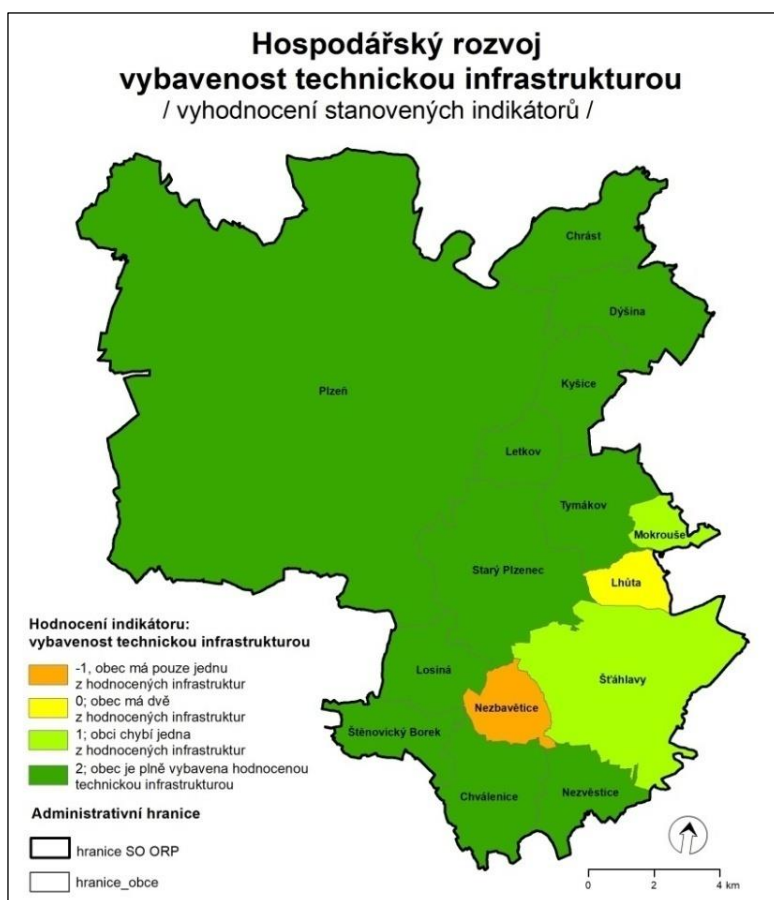 Hospodářský rozvoj
vybavenost technickou infrastrukturou
/ vyhodnocení stanovených indikátorů /
Chrást
Dýšina
Kyšice
Plzeň
Letkov
Tymákov
Mokrouše
Starý Plzenec
Lhůta
Hodnocení indikátoru:
vybavenost technickou infrastrukturou
-1, obec má pouze jednu
z hodnocených infrastruktur
0; obec má dvě
z hodnocených infrastruktur
1; obci chybí jedna
z hodnocených infrastruktur
2; obec je plně vybavena hodnocenou
technickou infrastrukturou
Losiná
Šťáhlavy
Nezbavětice
Štěnovický Borek
Chválenice
Nezvěstice
Administrativní hranice
hranice SO ORP
hranice_obce
0 2 4 km